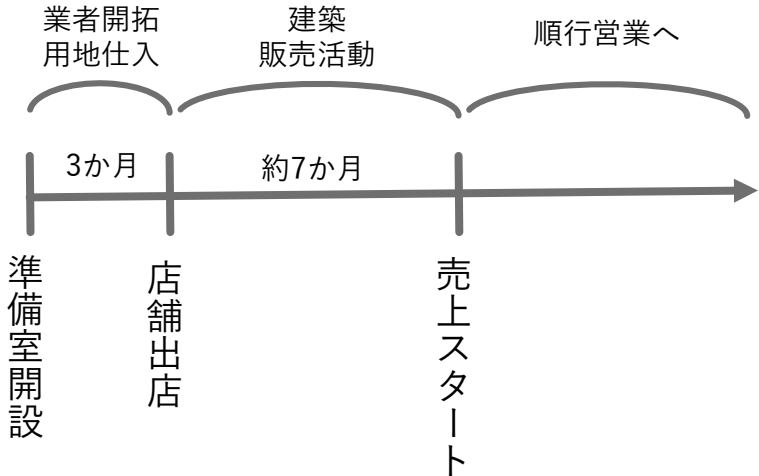 業者開拓
用地仕入
建築
販売活動
順行営業へ
3か月
約7か月
準備室開設
店舗出店
売上スタート